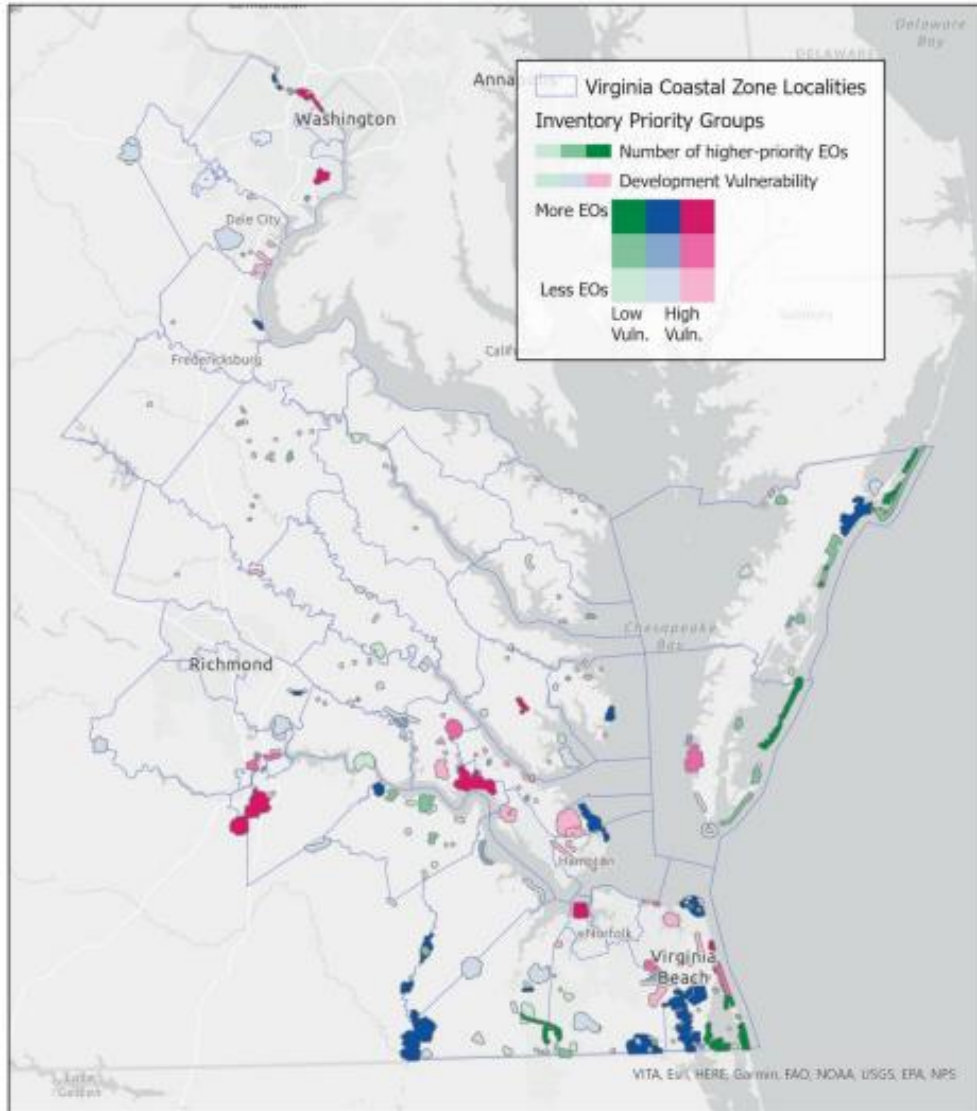 Delaware
Bay
DELAWARE
Annap
Virginia Coastal Zone Localities
Inventory Priority Groups
Number of higher-priority EOs
Development Vulnerability
More EOs
Less EOs
Low
Vuln.
High
Vuln.
Washington
Dale City
Fredericksburg
Califor
Chesapeake
Bay
Richmond
Hampton
Norfolk
Virginia
Beach
VITA, Esri, HERE, Garmin, FAO, NOAA, USGS, EPA, NPS